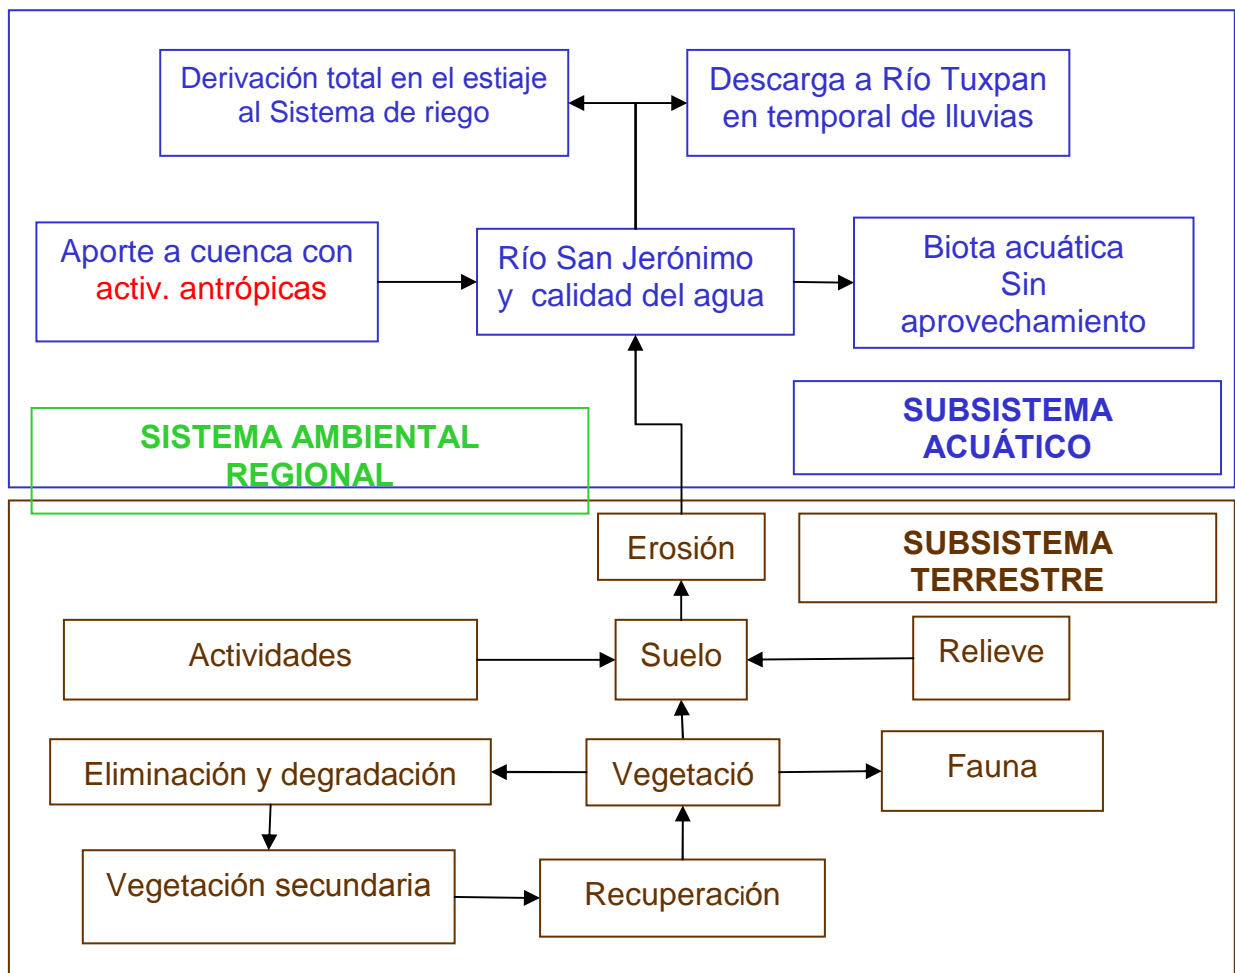 Derivación total en el estiaje
al Sistema de riego
Descarga a Río Tuxpan
en temporal de lluvias
Aporte a cuenca con
activ. antrópicas
Río San Jerónimo
y calidad del agua
Biota acuática
Sin
aprovechamiento
SISTEMA AMBIENTAL
REGIONAL
SUBSISTEMA
ACUÁTICO
Erosión
SUBSISTEMA
TERRESTRE
Actividades
Suelo
Relieve
Eliminación y degradación
Vegetació
Fauna
Vegetación secundaria
Recuperación